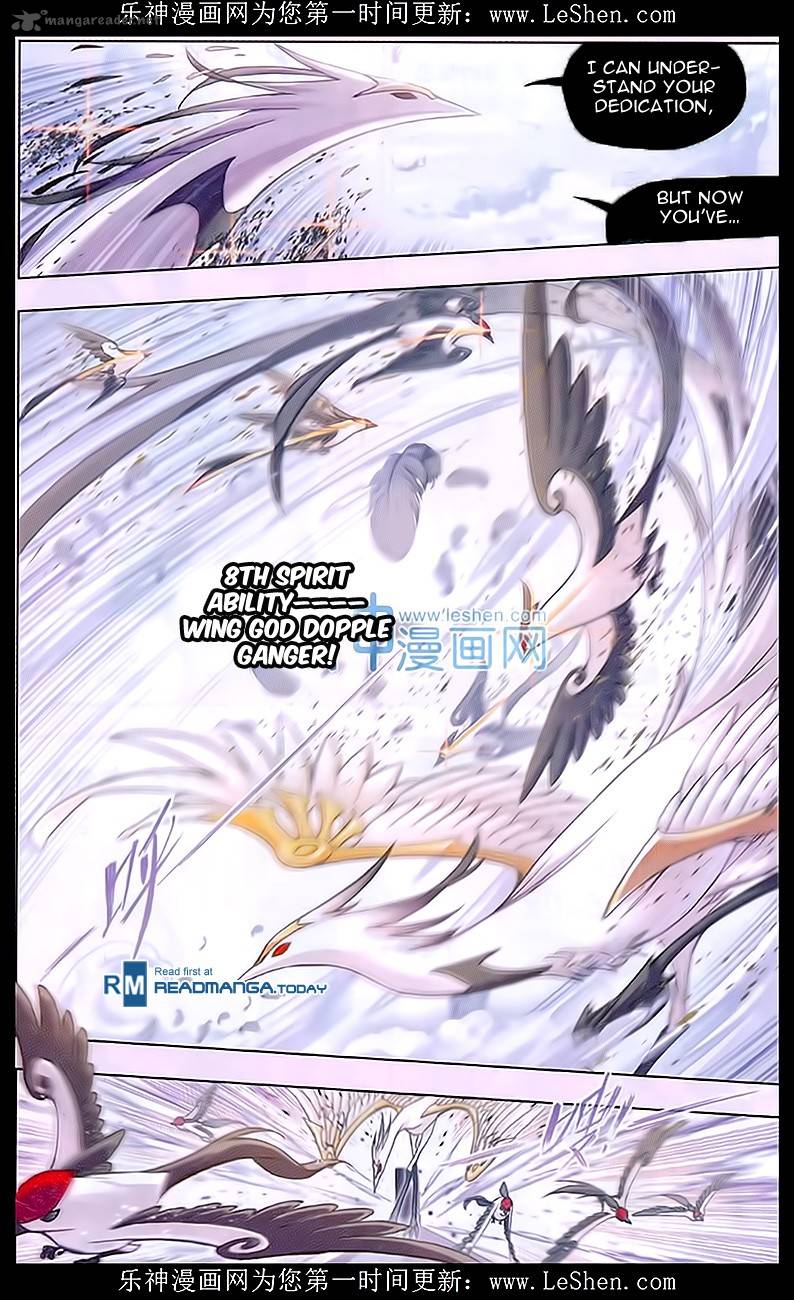 乐神漫画网为您第一时间更新：www.LeShen.com
mangareader.net
I CAN UNDER-
STAND YOUR
DEDICATION,
BUT NOW
YOU'VE...
8TH SPIRIT
ABILITY----
WING GOD DOPPLE
GANGER!
www.leshen.com
漫画网
呼
RM Read first at
READMANGA.TODAY
乐神漫画网为您第一时间更新：www.LeShen.com